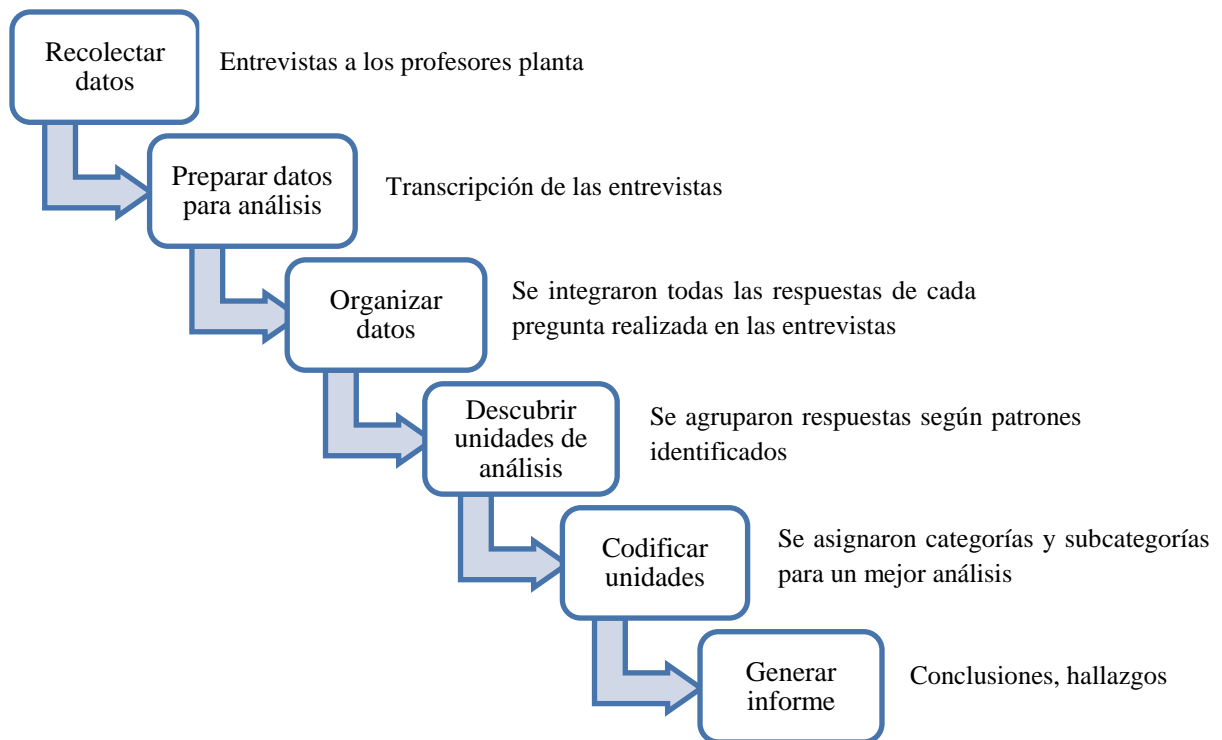 Recolectar
datos
Entrevistas a los profesores planta
Preparar datos
para análisis
Transcripción de las entrevistas
Organizar
datos
Se integraron todas las respuestas de cada
pregunta realizada en las entrevistas
Descubrir
unidades de
análisis
Se agruparon respuestas según patrones
identificados
Codificar
unidades
Se asignaron categorías y subcategorías
para un mejor análisis
Generar
informe
Conclusiones, hallazgos